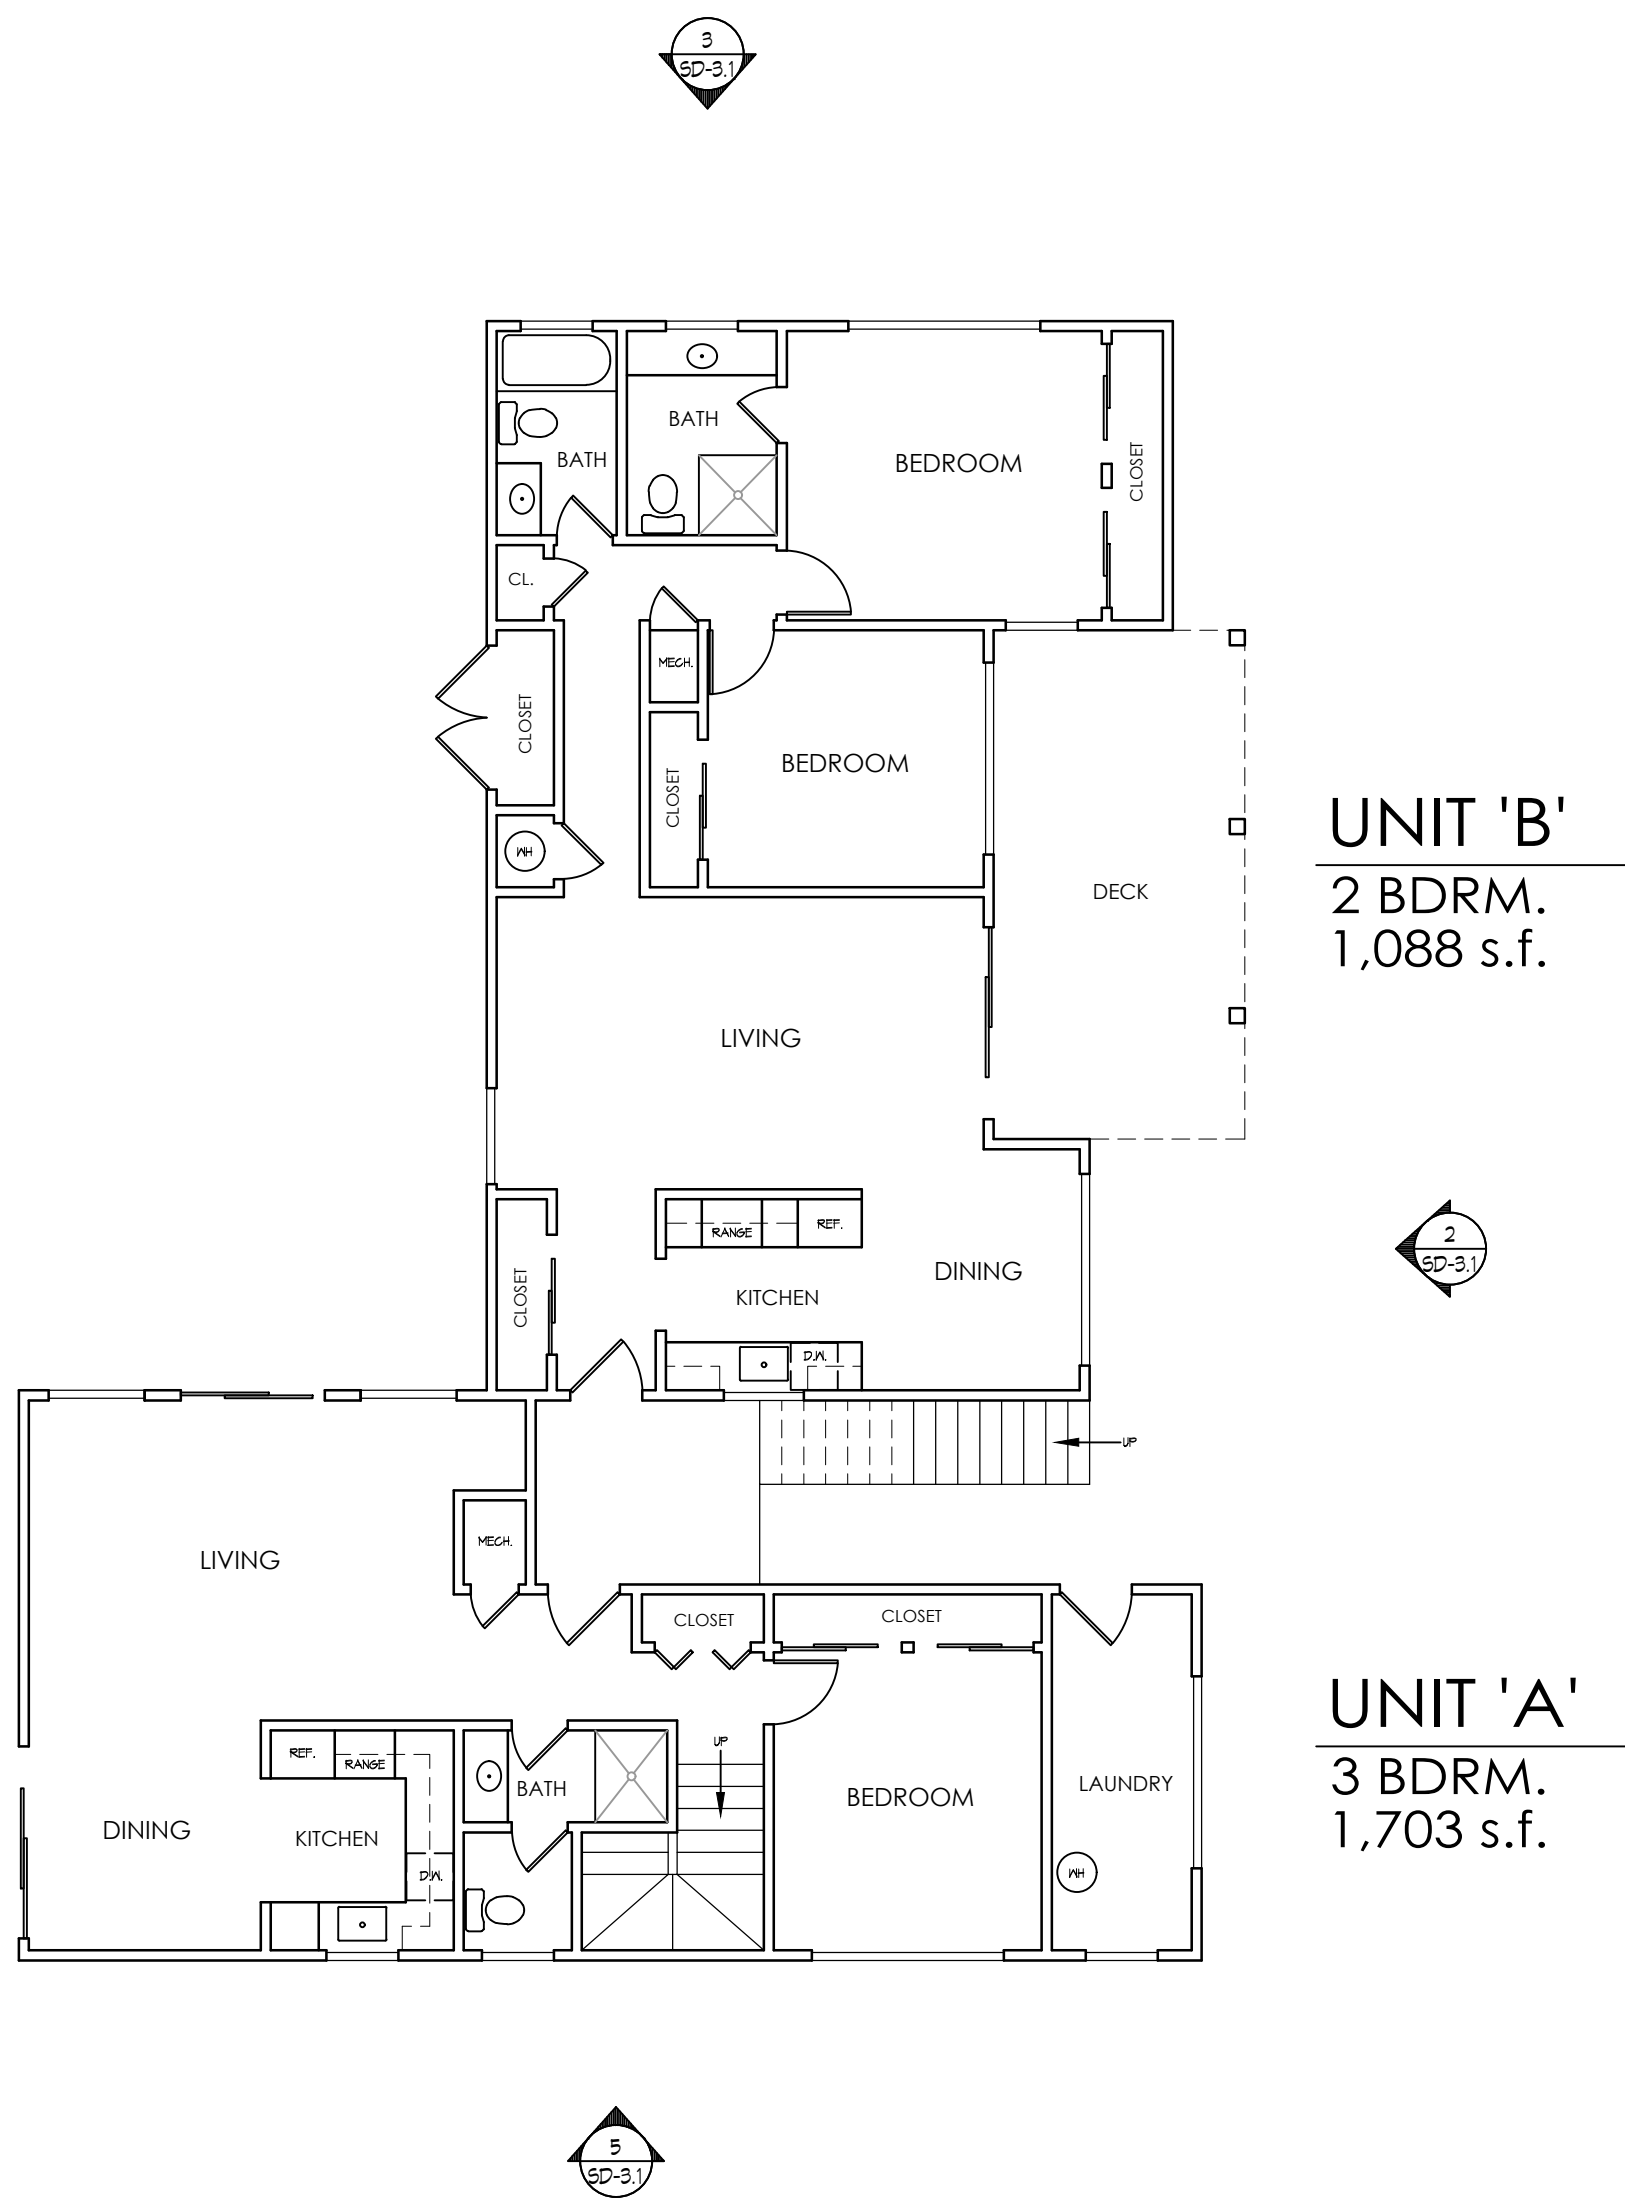 3
SD-3.1
BATH
BATH
BEDROOM
CLOSET
CL.
MECH.
CLOSET
BEDROOM
CLOSET
WH
DECK
UNIT 'B'
2 BDRM.
1,088 s.f.
LIVING
RANGE
REF.
2
SD-3.1
CLOSET
KITCHEN
DINING
D.W.
UP
MECH.
LIVING
CLOSET
CLOSET
UNIT 'A'
3 BDRM.
1,703 s.f.
UP
REF.
RANGE
BATH
BEDROOM
LAUNDRY
DINING
KITCHEN
D.W.
WH
5
SD-3.1